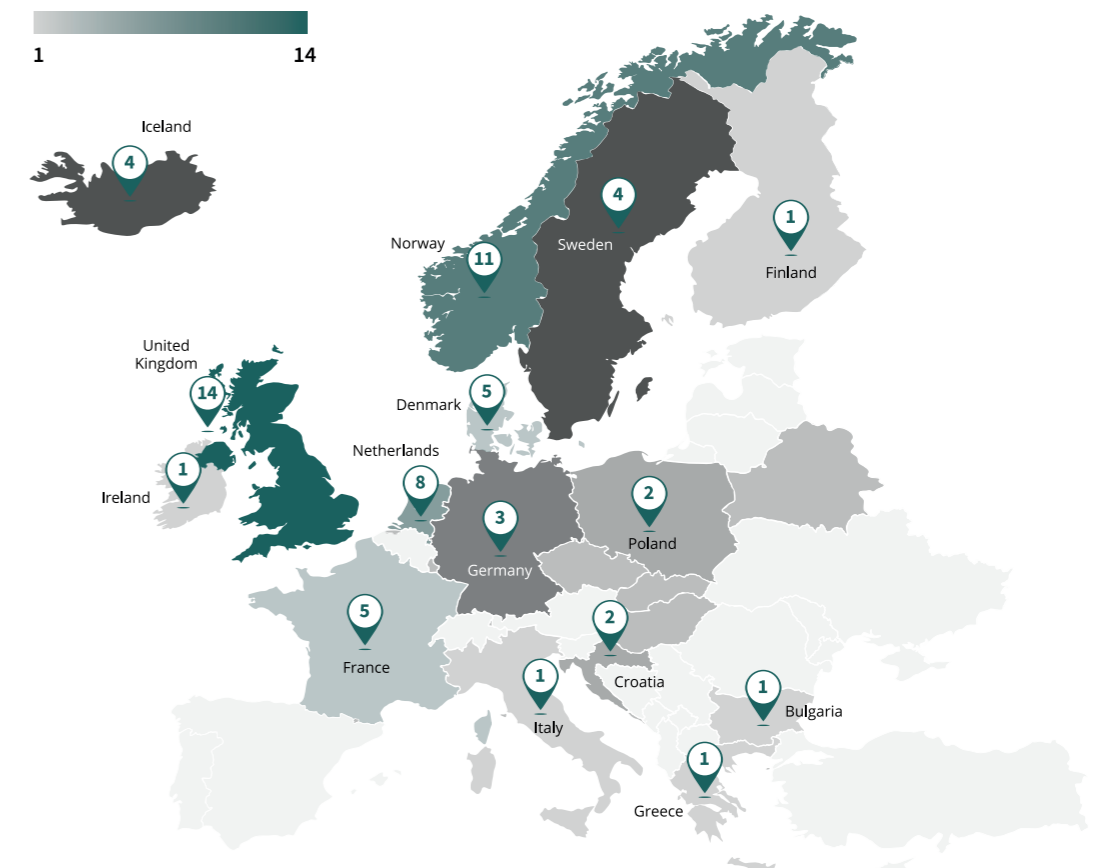 1
14
Iceland
4
4
Sweden
1
Finland
Norway
11
United
Kingdom
14
Denmark
5
Netherlands
8
1
Ireland
3
Germany
2
Poland
5
France
2
Croatia
1
Italy
1
Bulgaria
1
Greece